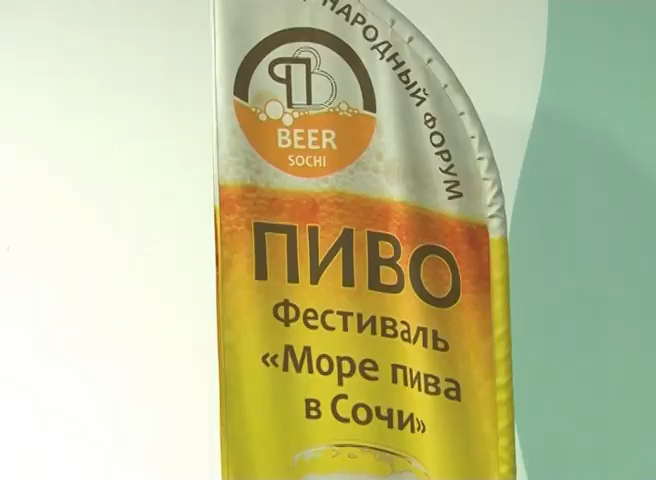 НАРОДНЫЙ ФОРУМ
BEER
SOCHI
ПИВО
Фестиваль
«Море пива
в Сочи»